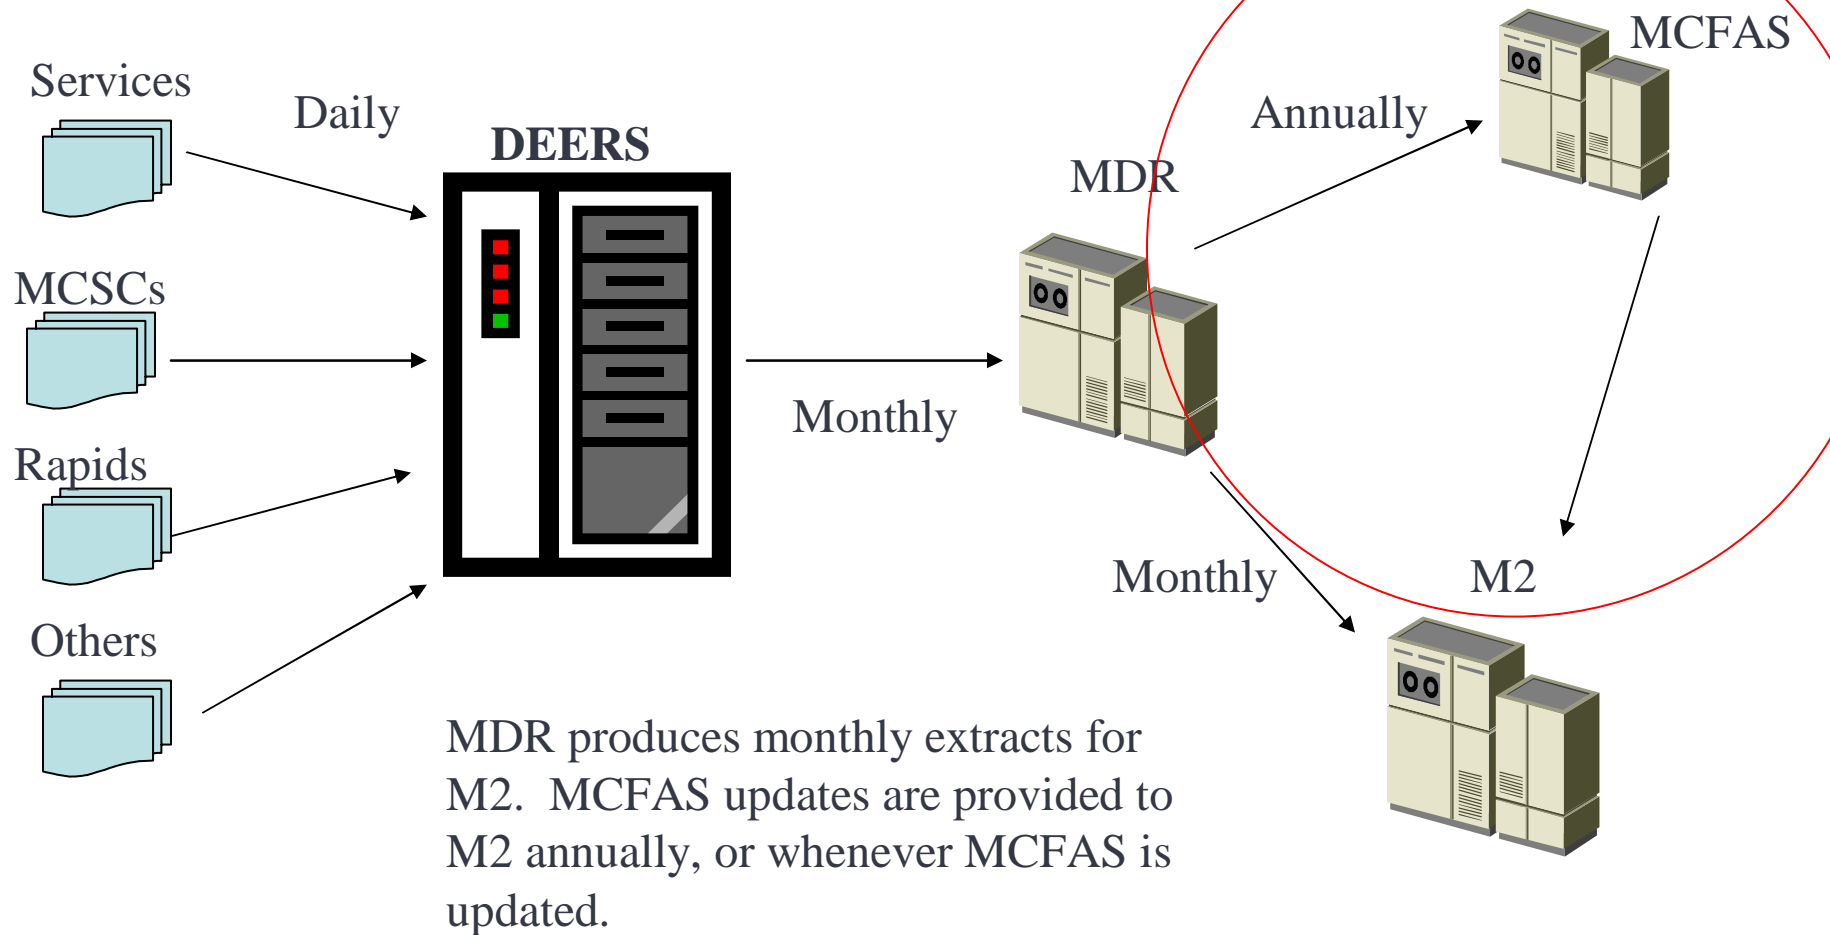 Services
Daily
DEERS
MCSCs
Rapids
Others
Monthly
MDR
Annually
MCFAS
Monthly
M2
MDR produces monthly extracts for
M2.  MCFAS updates are provided to
M2 annually, or whenever MCFAS is
updated.